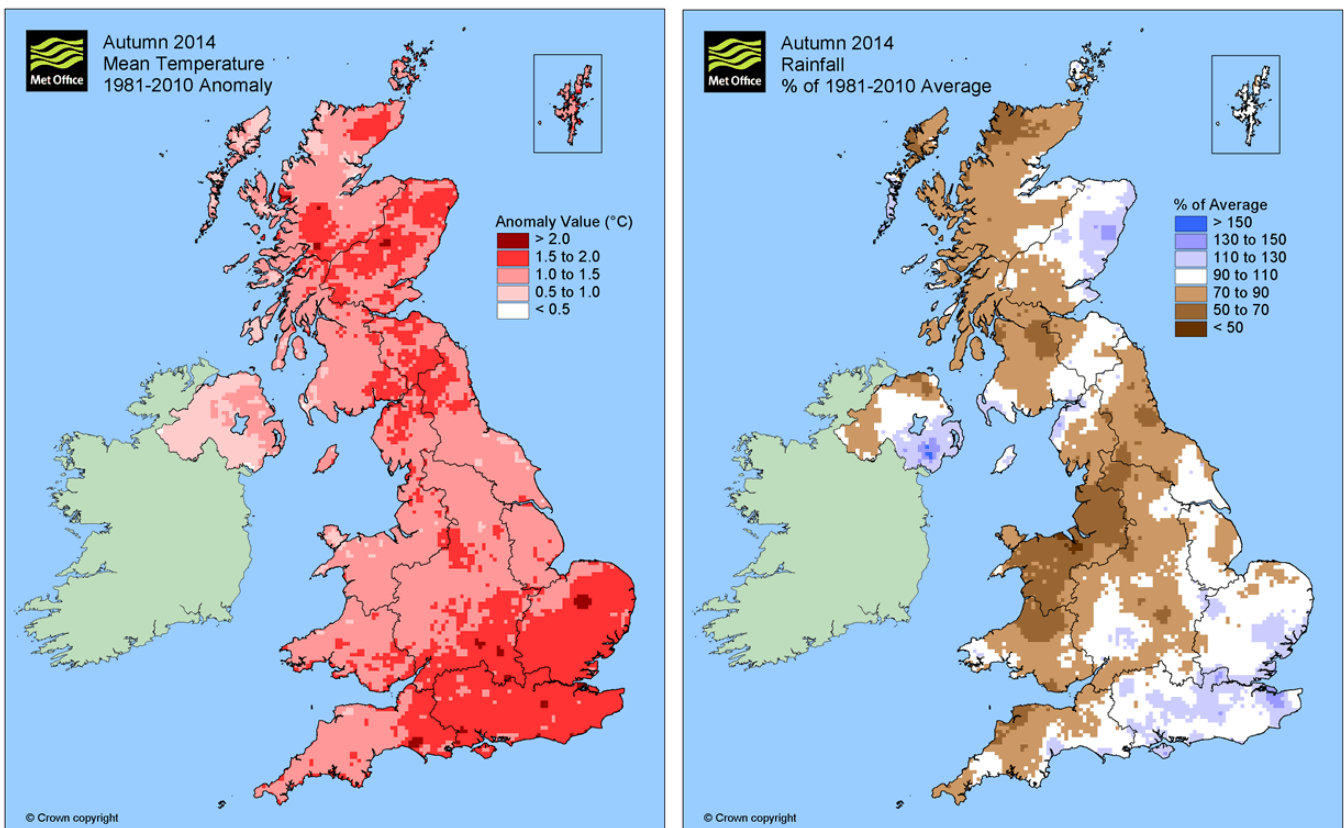 Met Office
Autumn 2014
Mean Temperature
1981-2010 Anomaly
Anomaly Value (°C)
> 2.0
1.5 to 2.0
1.0 to 1.5
0.5 to 1.0
< 0.5
© Crown copyright
Met Office
Autumn 2014
Rainfall
% of 1981-2010 Average
% of Average
> 150
130 to 150
110 to 130
90 to 110
70 to 90
50 to 70
< 50
© Crown copyright